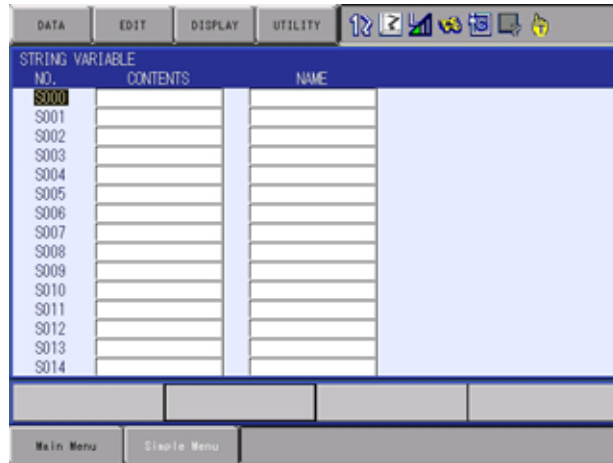 DATA EDIT DISPLAY UTILITY
STRING VARIABLE
NO. CONTENTS NAME
S000
S001
S002
S003
S004
S005
S006
S007
S008
S009
S010
S011
S012
S013
S014
Main Menu Simple Menu